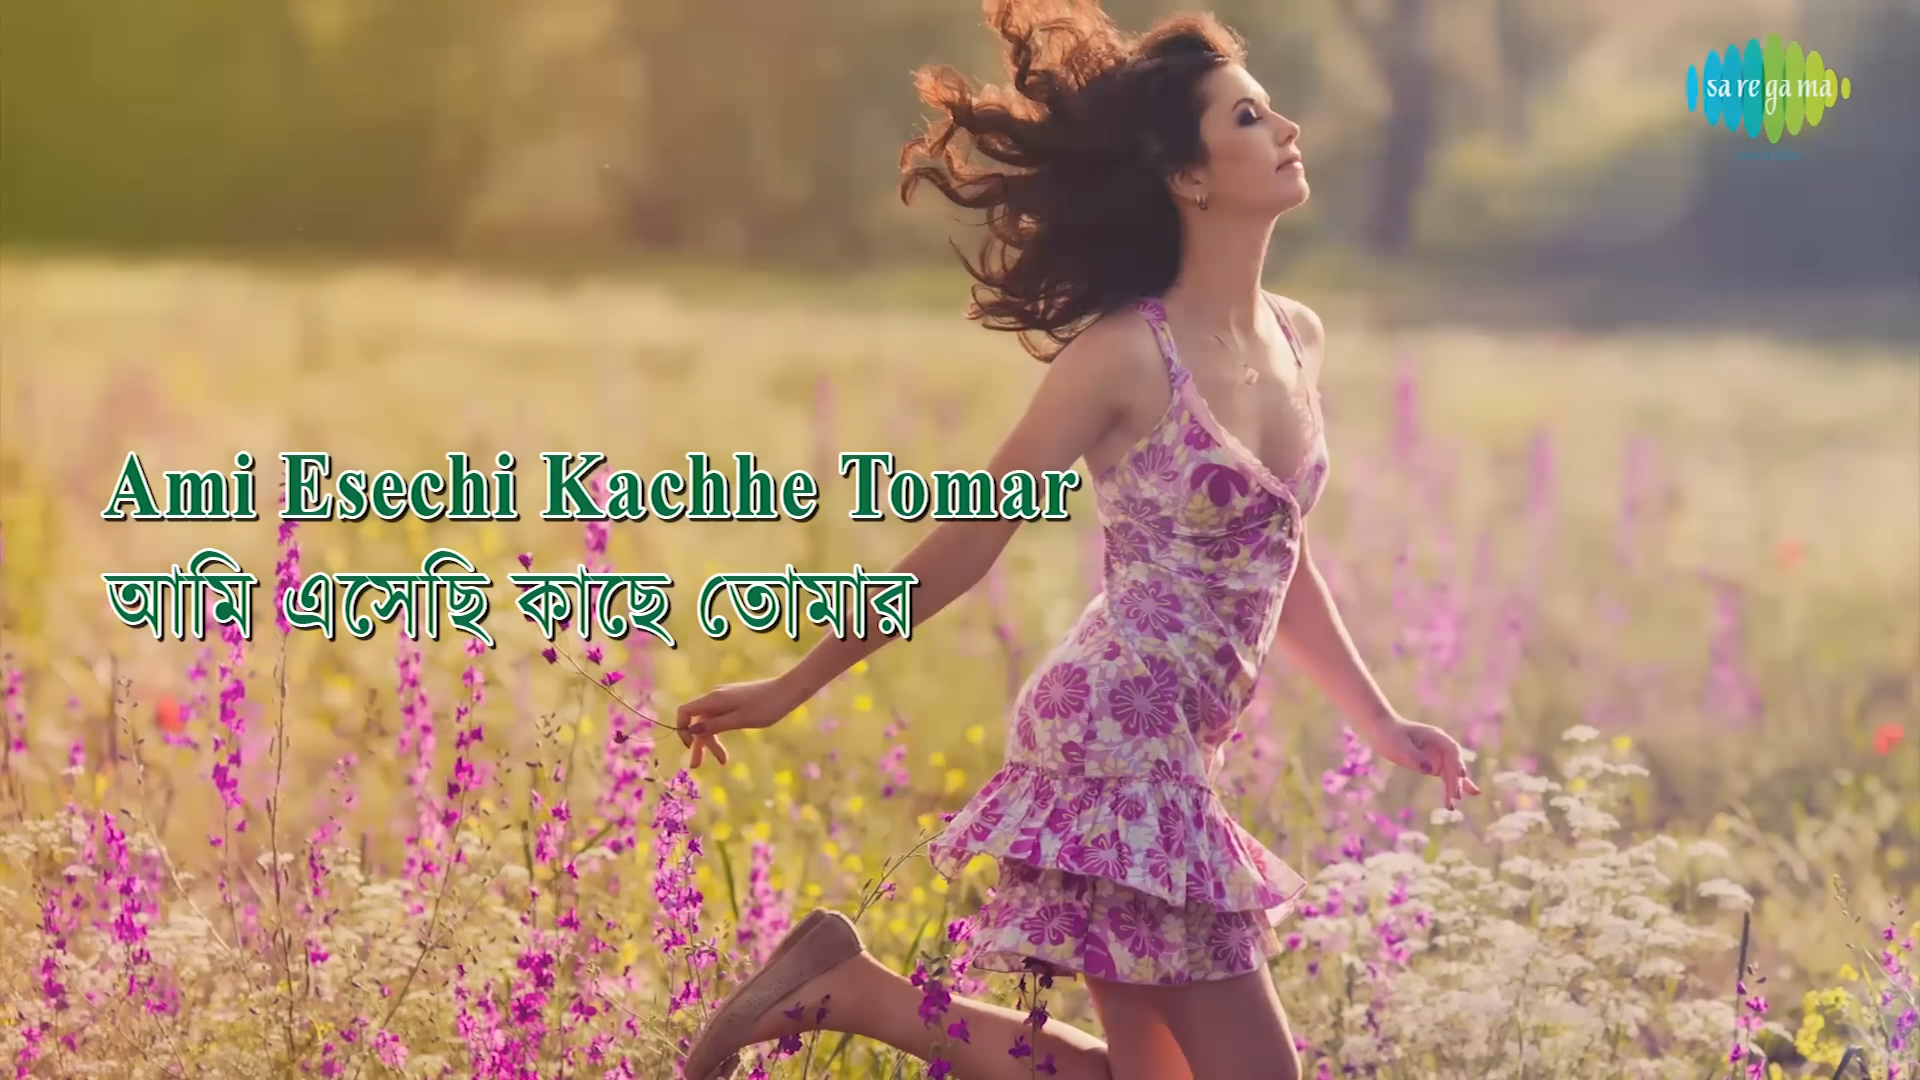 sa re ga ma
Ami Esechi Kachhe Tomar
আমি এসেছি কাছে তোমার